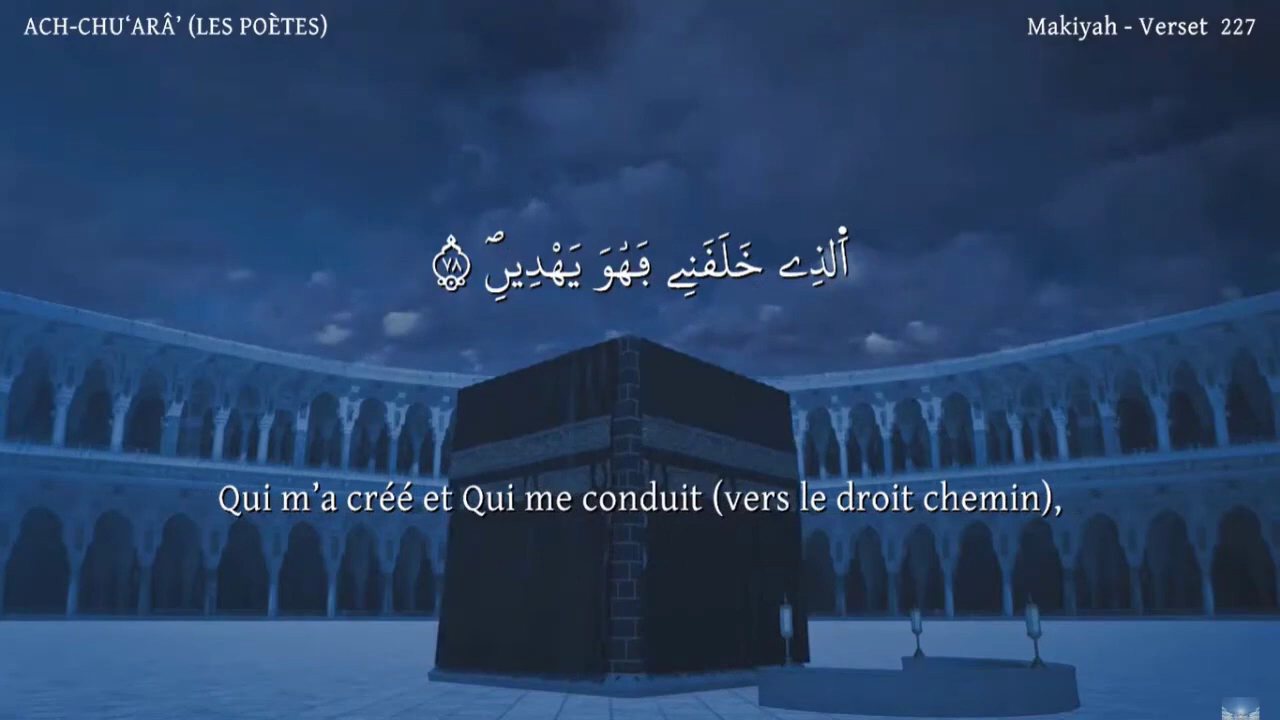 ACH-CHU‘ARÂ’ (LES POÈTES)
Makiyah - Verset 227
اَ۬لذِے خَلَقَنِے فَهُوَ يَهْدِينِۖ ٧٨
Qui m’a créé et Qui me conduit (vers le droit chemin),